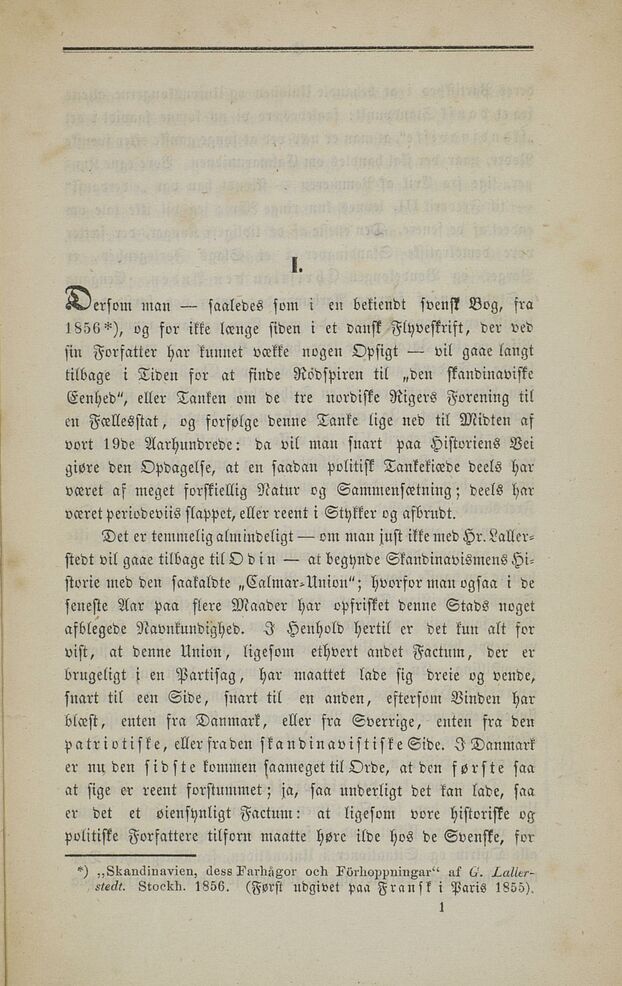 I.
Dersom man — saaledes som i en bekiendt svensk Bog, fra
1856*), og for ikke længe siden i et dansk Flyveskrift, der ved
sin Forfatter har kunnet vække nogen Opsigt — vil gaae langt
tilbage i Tiden for at finde Rodspiren til „den skandinaviske
Eenhed“, eller Tanken om de tre nordiske Rigers Forening til
en Fællesstat, og forfølge denne Tanke lige ned til Midten af
vort 19de Aarhundrede: da vil man snart paa Historiens Vei
giøre den Opdagelse, at en saadan politisk Tankekiæde deels har
været af meget forskiellig Natur og Sammensætning; deels har
været periodeviis slappet, eller reent i Stykker og afbrudt.
Det er temmelig almindeligt — om man just ikke med Hr. Laller-
stedt vil gaae tilbage til Odin — at begynde Skandinavismens Hi-
storie med den saakaldte „Calmar-Union“; hvorfor man ogsaa i de
seneste Aar paa flere Maader har opfrisket denne Stads noget
afblegede Navnkundighed. I Henhold hertil er det kun alt for
vist, at denne Union, ligesom ethvert andet Factum, der er
brugeligt i en Partisag, har maattet lade sig dreie og vende,
snart til een Side, snart til en anden, eftersom Vinden har
blæst, enten fra Danmark, eller fra Sverrige, enten fra den
patriotiske, eller fra den skandinavistiske Side. I Danmark
er nu den sidste kommen saameget til Orde, at den første saa
at sige er reent forstummet; ja, saa underligt det kan lade, saa
er det et øiensynligt Factum: at ligesom vore historiske og
politiske Forfattere tilforn maatte høre ilde hos de Svenske, for
*) „Skandinavien, dess Farhågor och Förhoppningar“ af G. Laller-
stedt. Stockh. 1856. (Først udgivet paa Fransk i Paris 1855).
1